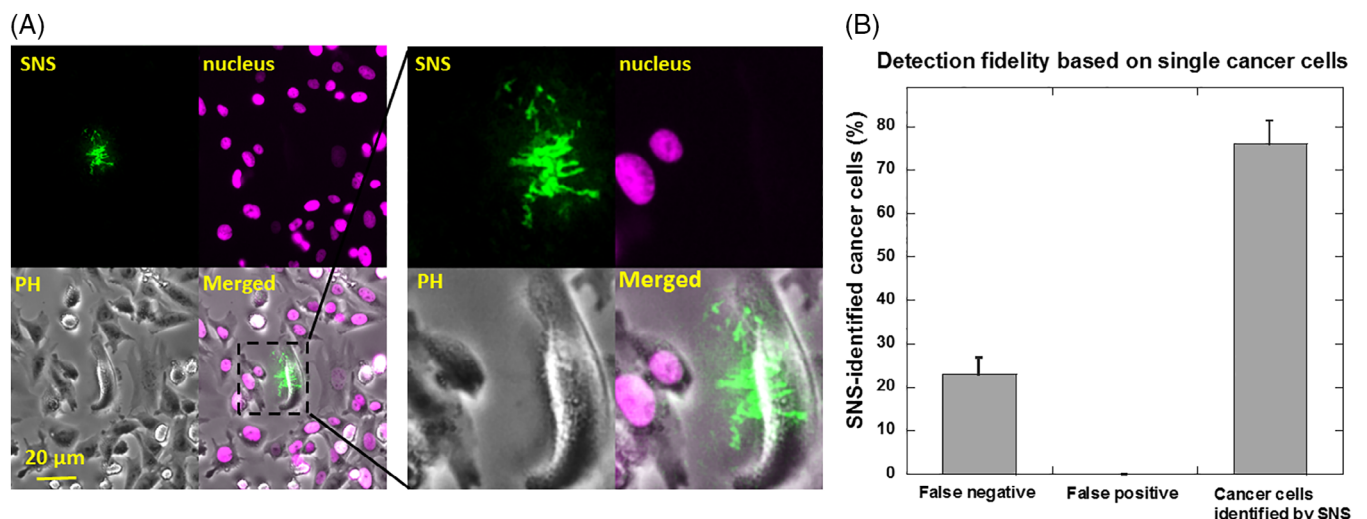 (A)
SNS
nucleus
PH
Merged
20 μm
SNS
nucleus
PH
Merged
(B)
Detection fidelity based on single cancer cells
SNS-identified cancer cells (%)
80
70
60
50
40
30
20
10
0
False negative
False positive
Cancer cells
identified by SNS